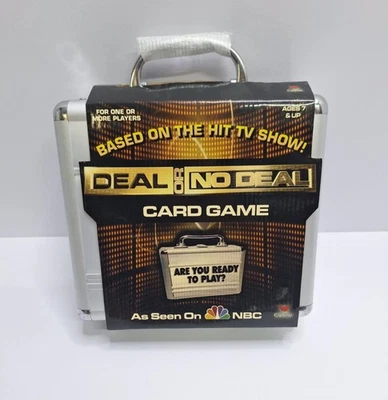 FOR ONE OR
MORE PLAYERS
AGES 7
& UP
BASED ON THE HIT TV SHOW!
DEAL OR NO DEAL
CARD GAME
ARE YOU READY
TO PLAY?
As Seen On NBC